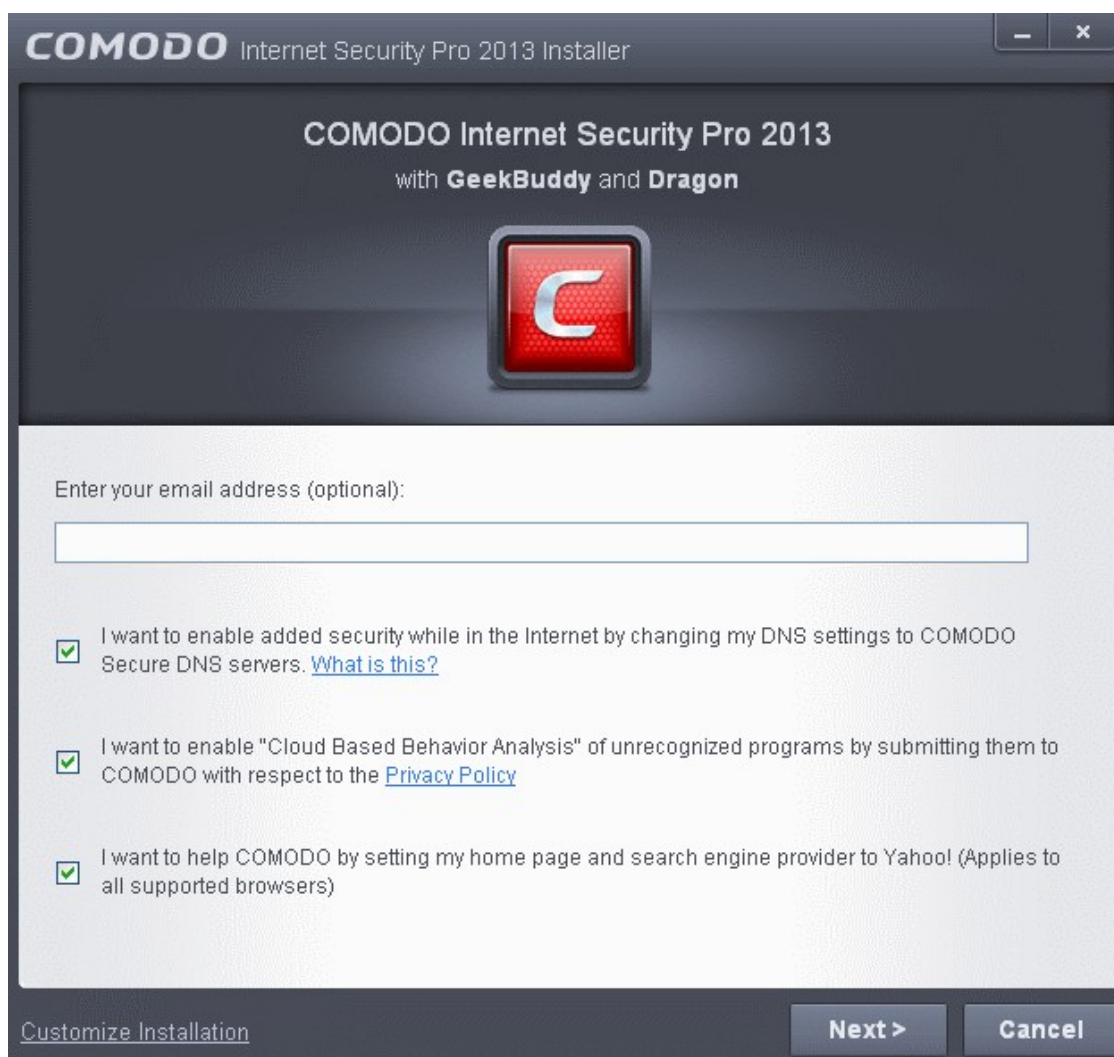 COMODO Internet Security Pro 2013 Installer
COMODO Internet Security Pro 2013
with GeekBuddy and Dragon
C
Enter your email address (optional):
I want to enable added security while in the Internet by changing my DNS settings to COMODO
Secure DNS servers. What is this?
I want to enable "Cloud Based Behavior Analysis" of unrecognized programs by submitting them to
COMODO with respect to the Privacy Policy
I want to help COMODO by setting my home page and search engine provider to Yahoo! (Applies to
all supported browsers)
Customize Installation
Next >
Cancel